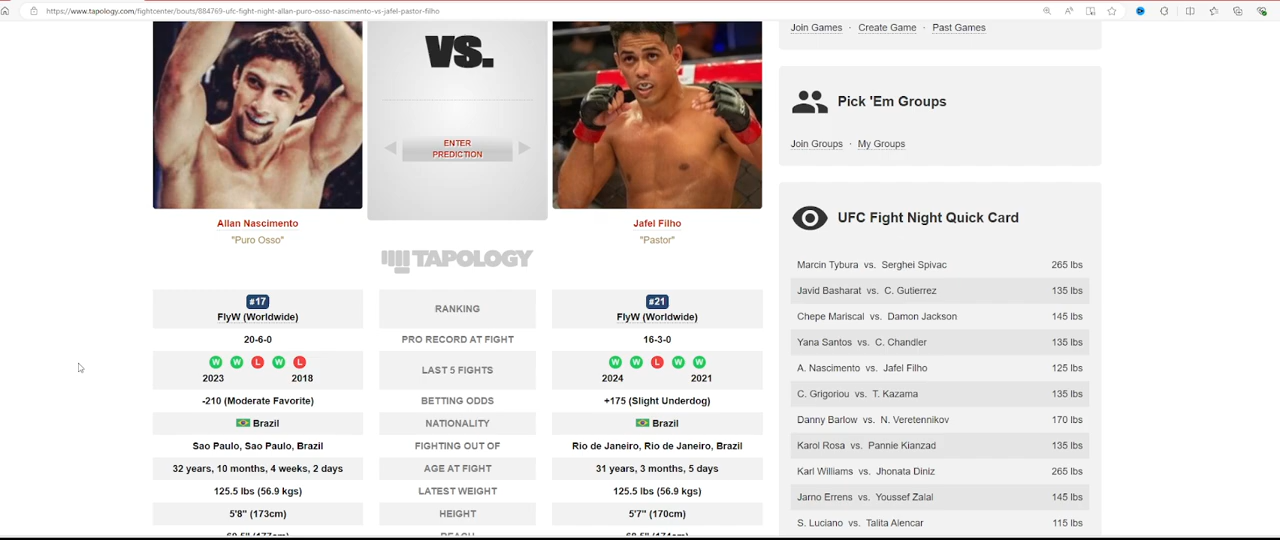 https://www.tapology.com/fightcenter/bouts/884769-ufc-fight-night-allan-puro-osso-nascimento-vs-jafel-pastor-filho
VS.
ENTER
PREDICTION
Allan Nascimento
"Puro Osso"
Jafel Filho
"Pastor"
TAPOLOGY
#17
FlyW (Worldwide)
RANKING
#21
FlyW (Worldwide)
20-6-0
PRO RECORD AT FIGHT
16-3-0
W W L W L
2023 2018
LAST 5 FIGHTS
W W L W W
2024 2021
-210 (Moderate Favorite)
BETTING ODDS
+175 (Slight Underdog)
Brazil
NATIONALITY
Brazil
Sao Paulo, Sao Paulo, Brazil
FIGHTING OUT OF
Rio de Janeiro, Rio de Janeiro, Brazil
32 years, 10 months, 4 weeks, 2 days
AGE AT FIGHT
31 years, 3 months, 5 days
125.5 lbs (56.9 kgs)
LATEST WEIGHT
125.5 lbs (56.9 kgs)
5'8" (173cm)
HEIGHT
5'7" (170cm)
Join Games · Create Game · Past Games
Pick 'Em Groups
Join Groups · My Groups
UFC Fight Night Quick Card
Marcin Tybura vs. Serghei Spivac 265 lbs
Javid Basharat vs. C. Gutierrez 135 lbs
Chepe Mariscal vs. Damon Jackson 145 lbs
Yana Santos vs. C. Chandler 135 lbs
A. Nascimento vs. Jafel Filho 125 lbs
C. Grigoriou vs. T. Kazama 135 lbs
Danny Barlow vs. N. Veretennikov 170 lbs
Karol Rosa vs. Pannie Kianzad 135 lbs
Karl Williams vs. Jhonata Diniz 265 lbs
Jarno Errens vs. Youssef Zalal 145 lbs
S. Luciano vs. Talita Alencar 115 lbs